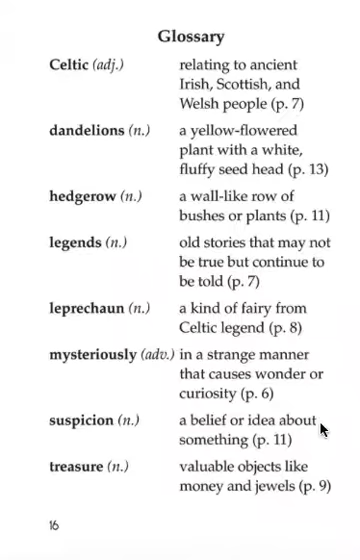 Glossary
Celtic (adj.) relating to ancient
Irish, Scottish, and
Welsh people (p. 7)
dandelions (n.) a yellow-flowered
plant with a white,
fluffy seed head (p. 13)
hedgerow (n.) a wall-like row of
bushes or plants (p. 11)
legends (n.) old stories that may not
be true but continue to
be told (p. 7)
leprechaun (n.) a kind of fairy from
Celtic legend (p. 8)
mysteriously (adv.) in a strange manner
that causes wonder or
curiosity (p. 6)
suspicion (n.) a belief or idea about
something (p. 11)
treasure (n.) valuable objects like
money and jewels (p. 9)
16